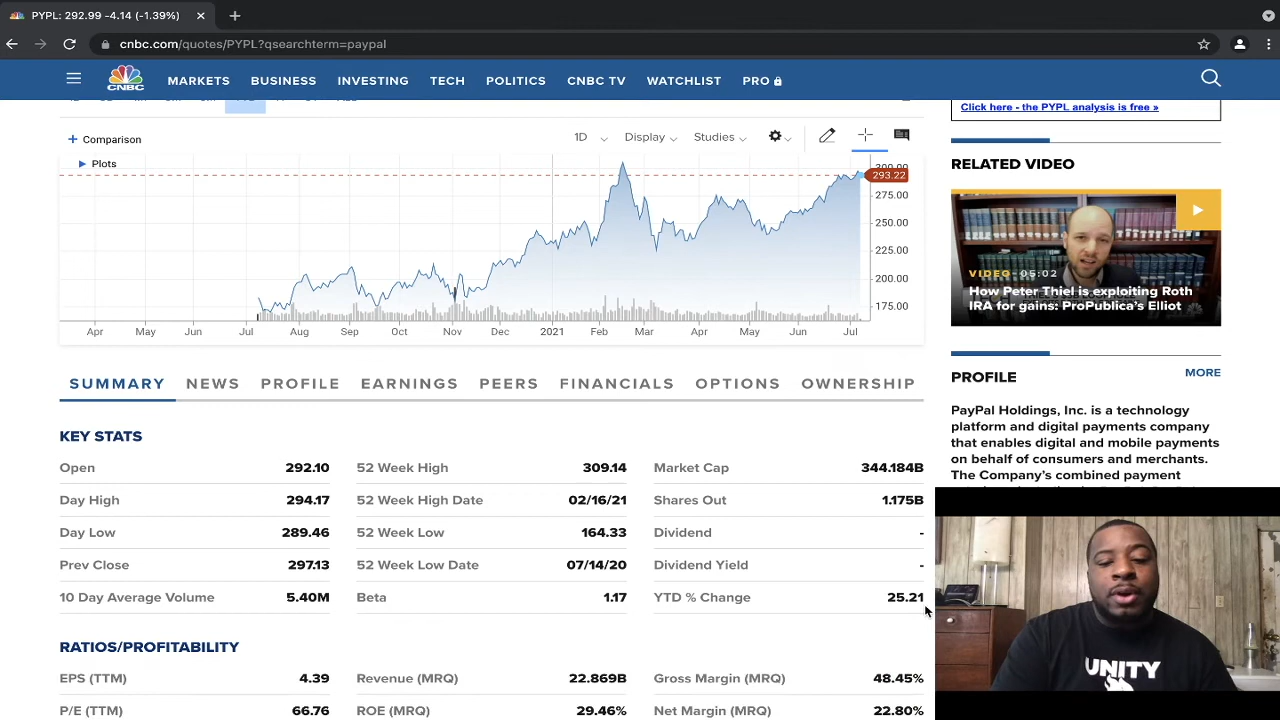 PYPL: 292.99 -4.14 (-1.39%)
cnbc.com/quotes/PYPL?qsearchterm=paypal
CNBC
MARKETS BUSINESS INVESTING TECH POLITICS CNBC TV WATCHLIST PRO
Click here - the PYPL analysis is free »
+ Comparison 1D Display Studies
Plots
300.00
293.22
275.00
250.00
225.00
200.00
175.00
Apr May Jun Jul Aug Sep Oct Nov Dec 2021 Feb Mar Apr May Jun Jul
RELATED VIDEO
VIDEO 05:02
How Peter Thiel is exploiting Roth
IRA for gains: ProPublica's Elliot
SUMMARY NEWS PROFILE EARNINGS PEERS FINANCIALS OPTIONS OWNERSHIP
PROFILE MORE
PayPal Holdings, Inc. is a technology
platform and digital payments company
that enables digital and mobile payments
on behalf of consumers and merchants.
The Company's combined payment
KEY STATS
Open 292.10 52 Week High 309.14 Market Cap 344.184B
Day High 294.17 52 Week High Date 02/16/21 Shares Out 1.175B
Day Low 289.46 52 Week Low 164.33 Dividend -
Prev Close 297.13 52 Week Low Date 07/14/20 Dividend Yield -
10 Day Average Volume 5.40M Beta 1.17 YTD % Change 25.21
RATIOS/PROFITABILITY
EPS (TTM) 4.39 Revenue (MRQ) 22.869B Gross Margin (MRQ) 48.45%
P/E (TTM) 66.76 ROE (MRQ) 29.46% Net Margin (MRQ) 22.80%
UNITY